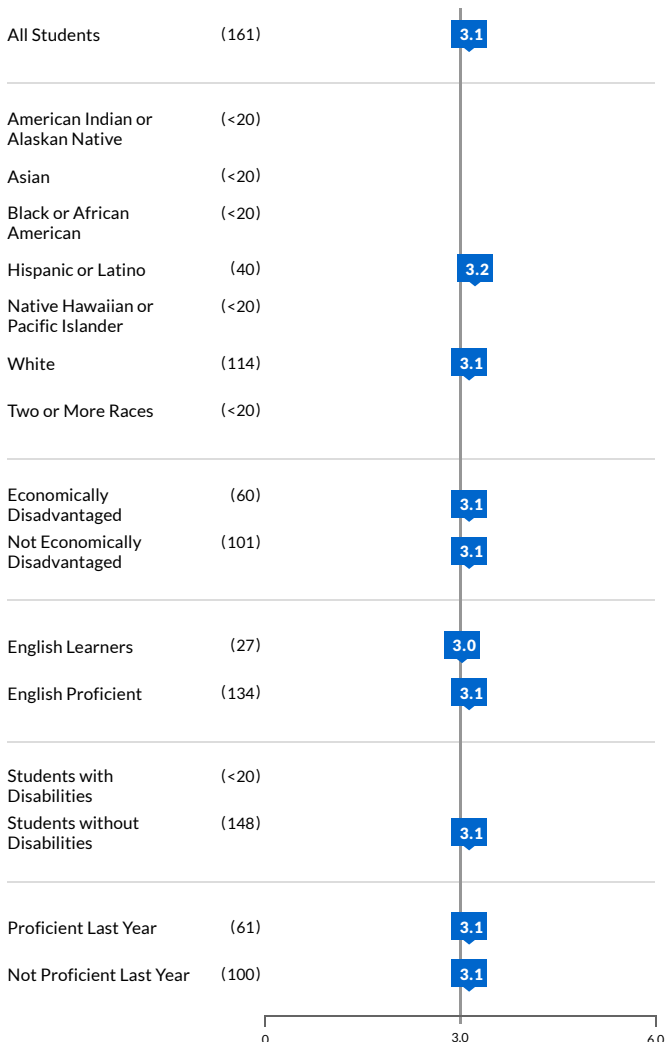 All Students (161) 3.1
American Indian or (<20)
Alaskan Native
Asian (<20)
Black or African (<20)
American
Hispanic or Latino (40) 3.2
Native Hawaiian or (<20)
Pacific Islander
White (114) 3.1
Two or More Races (<20)
Economically (60) 3.1
Disadvantaged
Not Economically (101) 3.1
Disadvantaged
English Learners (27) 3.0
English Proficient (134) 3.1
Students with (<20)
Disabilities
Students without (148) 3.1
Disabilities
Proficient Last Year (61) 3.1
Not Proficient Last Year (100) 3.1
0 3.0 6.0